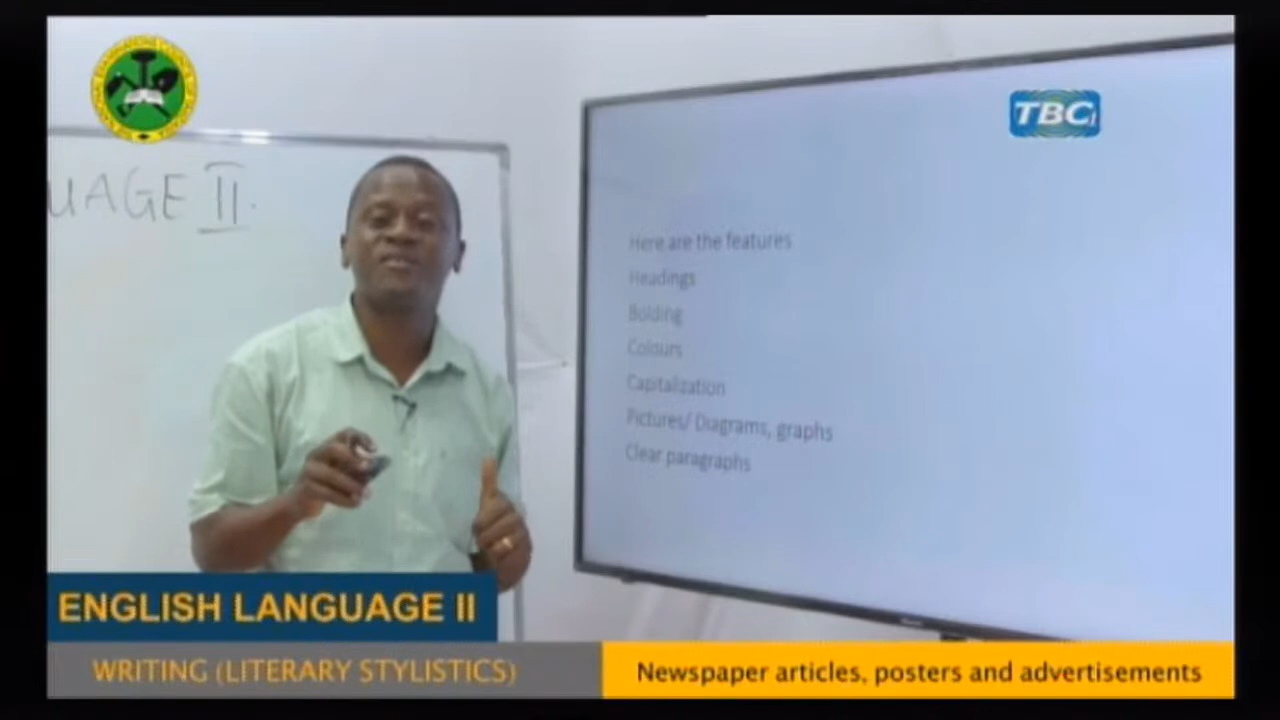 TBC1
UAGE II.
Here are the features
Headings
Bolding
Colours
Capitalization
Pictures/ Diagrams, graphs
Clear paragraphs
ENGLISH LANGUAGE II
WRITING (LITERARY STYLISTICS)
Newspaper articles, posters and advertisements